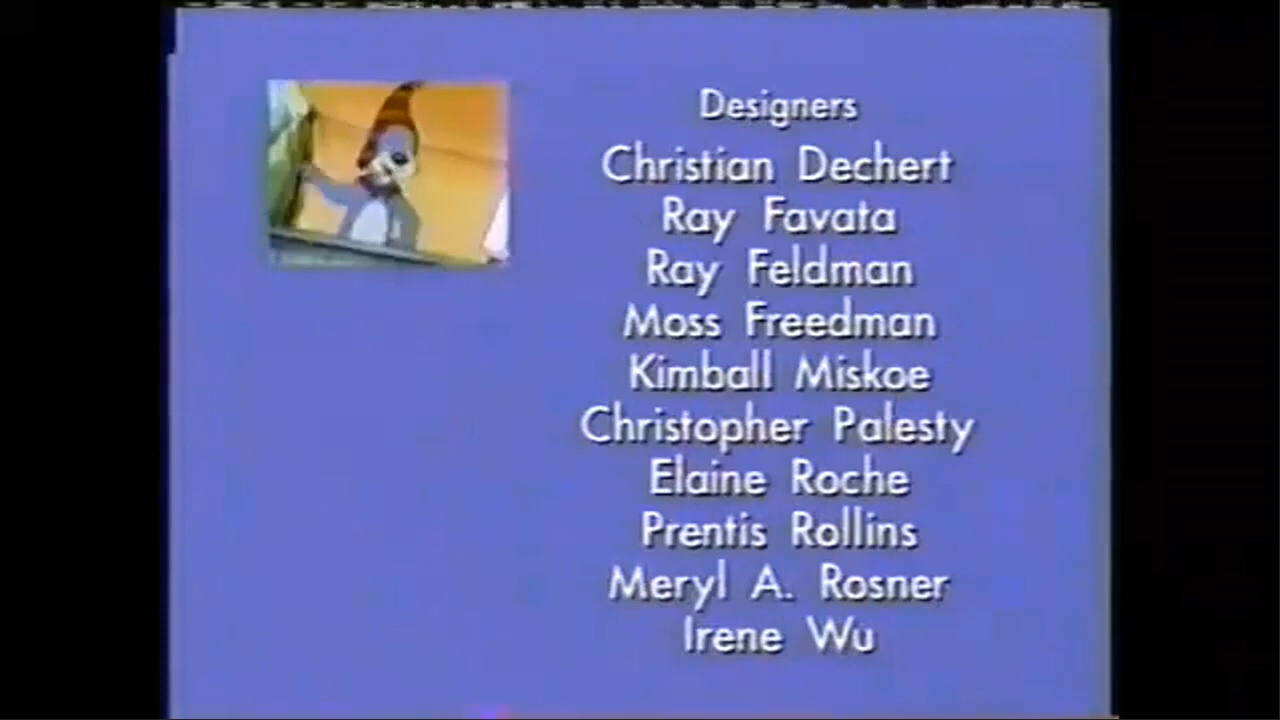 Designers
Christian Dechert
Ray Favata
Ray Feldman
Moss Freedman
Kimball Miskoe
Christopher Palesty
Elaine Roche
Prentis Rollins
Meryl A. Rosner
Irene Wu